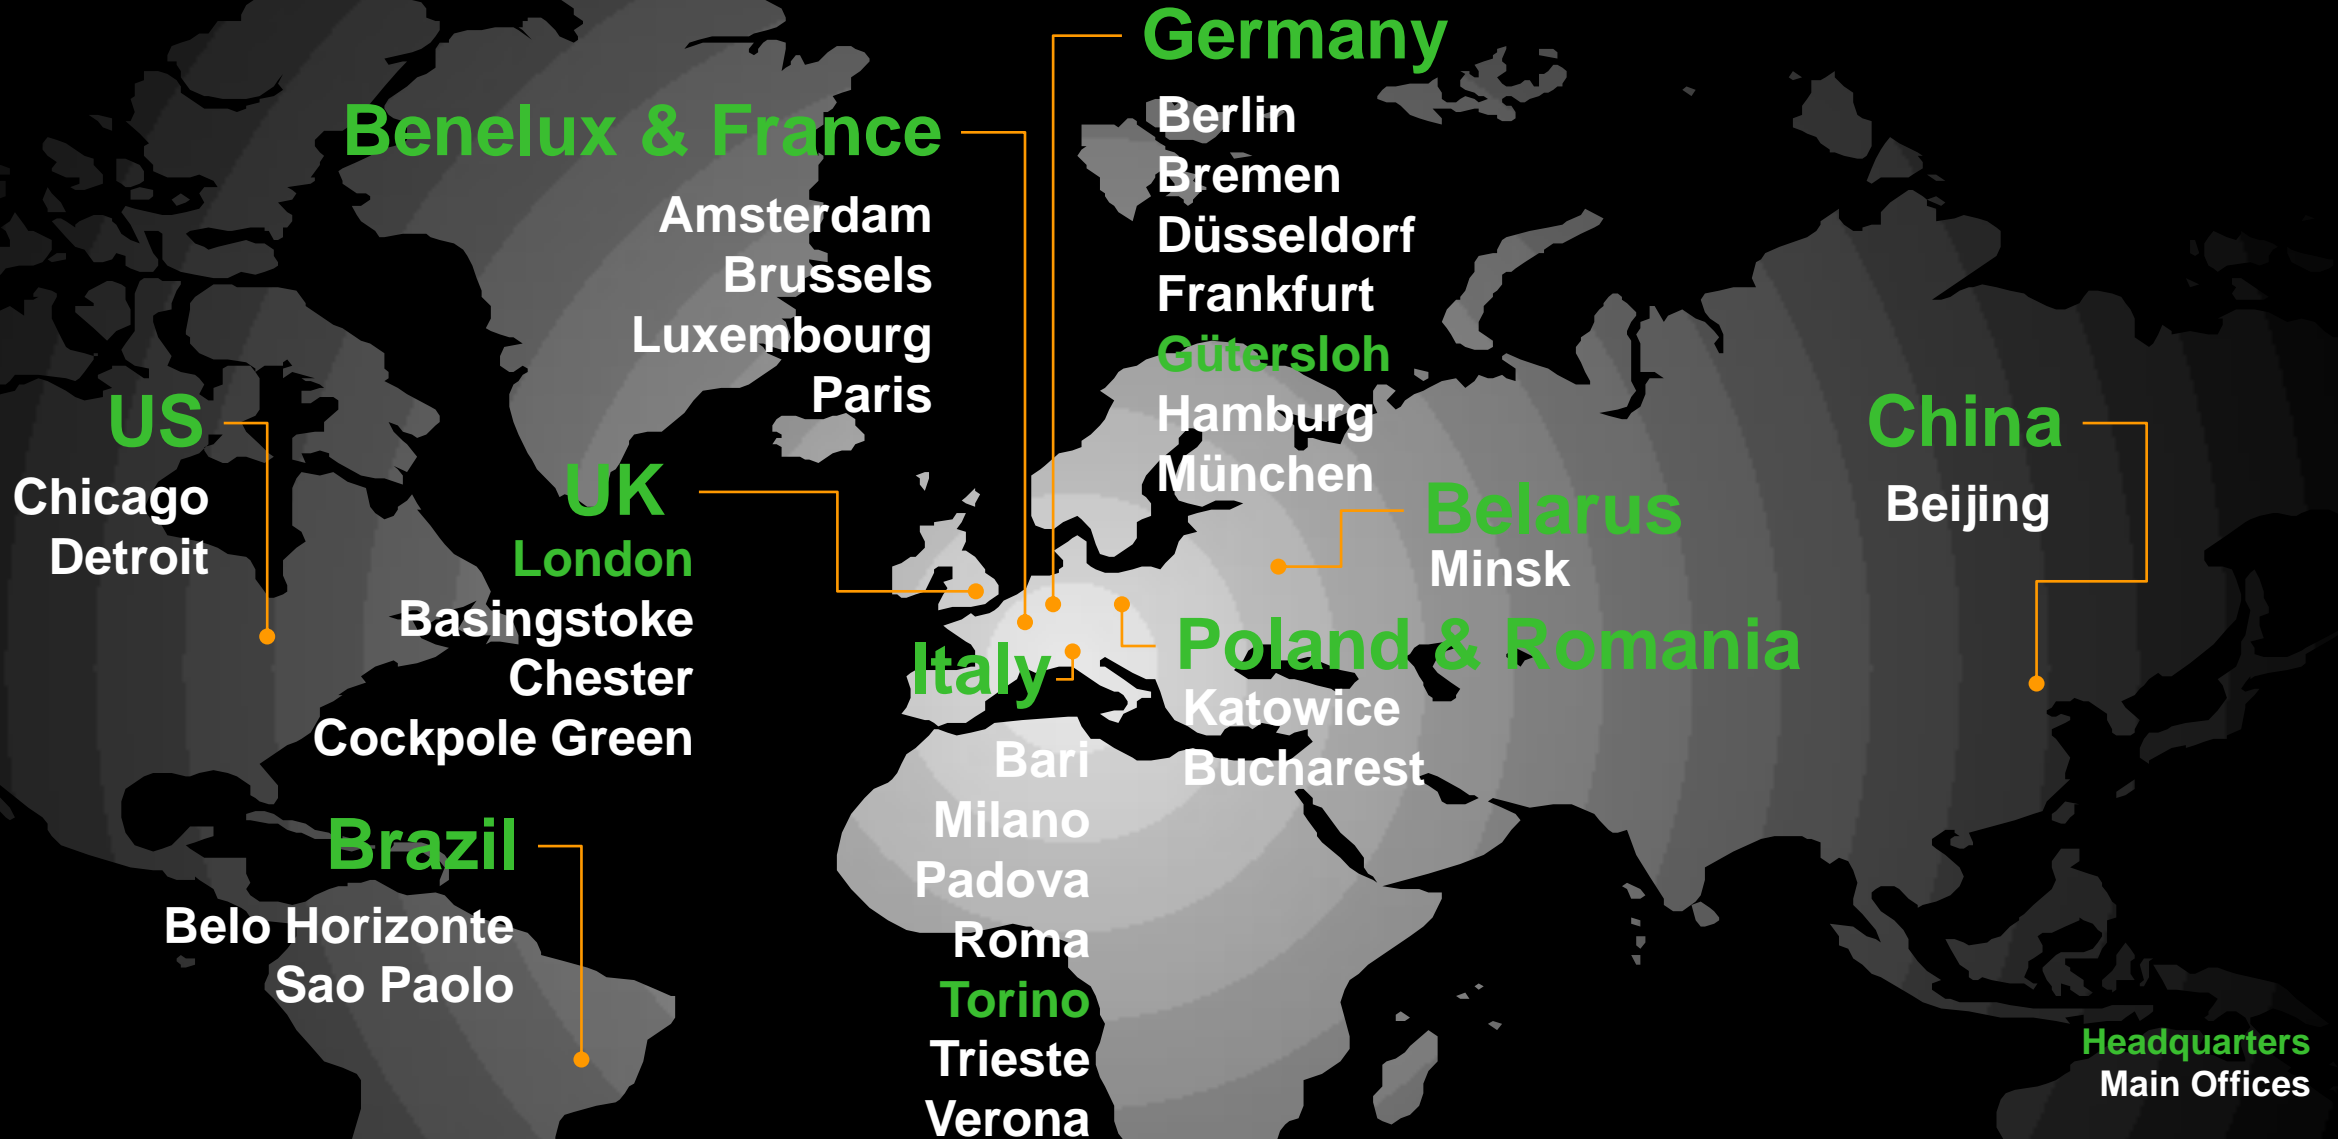 Germany
Berlin
Bremen
Düsseldorf
Frankfurt
Gütersloh
Hamburg
München
Benelux & France
Amsterdam
Brussels
Luxembourg
Paris
US
Chicago
Detroit
UK
London
Basingstoke
Chester
Cockpole Green
China
Beijing
Belarus
Minsk
Poland & Romania
Katowice
Bucharest
Italy
Bari
Milano
Padova
Roma
Torino
Trieste
Verona
Brazil
Belo Horizonte
Sao Paolo
Headquarters
Main Offices